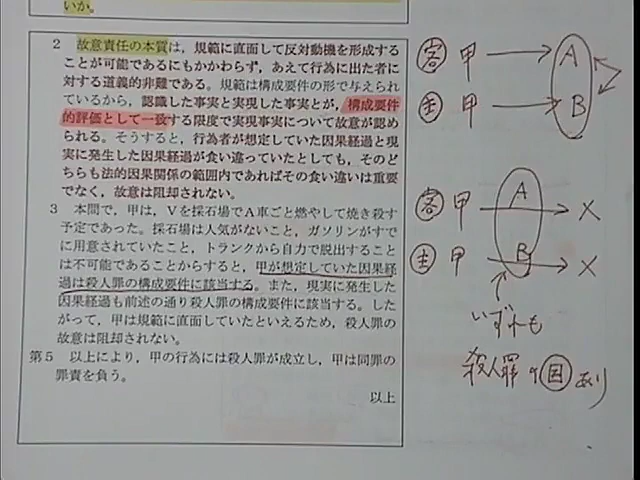 いか。
2 故意責任の本質は，規範に直面して反対動機を形成する
ことが可能であるにもかかわらず，あえて行為に出た者に
対する道義的非難である。規範は構成要件の形で与えられ
ているから，認識した事実と実現した事実とが，構成要件
的評価として一致する限度で実現事実について故意が認め
られる。そうすると，行為者が想定していた因果経過と現
実に発生した因果経過が食い違っていたとしても，そのど
ちらも法的因果関係の範囲内であればその食い違いは重要
でなく，故意は阻却されない。
3 本問で，甲は，Vを採石場でA車ごと燃やして焼き殺す
予定であった。採石場は人気がないこと，ガソリンがすで
に用意されていたこと，トランクから自力で脱出すること
は不可能であることからすると，甲が想定していた因果経
過は殺人罪の構成要件に該当する。また，現実に発生した
因果経過も前述の通り殺人罪の構成要件に該当する。した
がって，甲は規範に直面していたといえるため，殺人罪の
故意は阻却されない。
第5 以上により，甲の行為には殺人罪が成立し，甲は同罪の
罪責を負う。
以上
客 甲 → A
主 甲 → B
客 甲 A → X
主 甲 B → X
いずれも
殺人罪の因あり